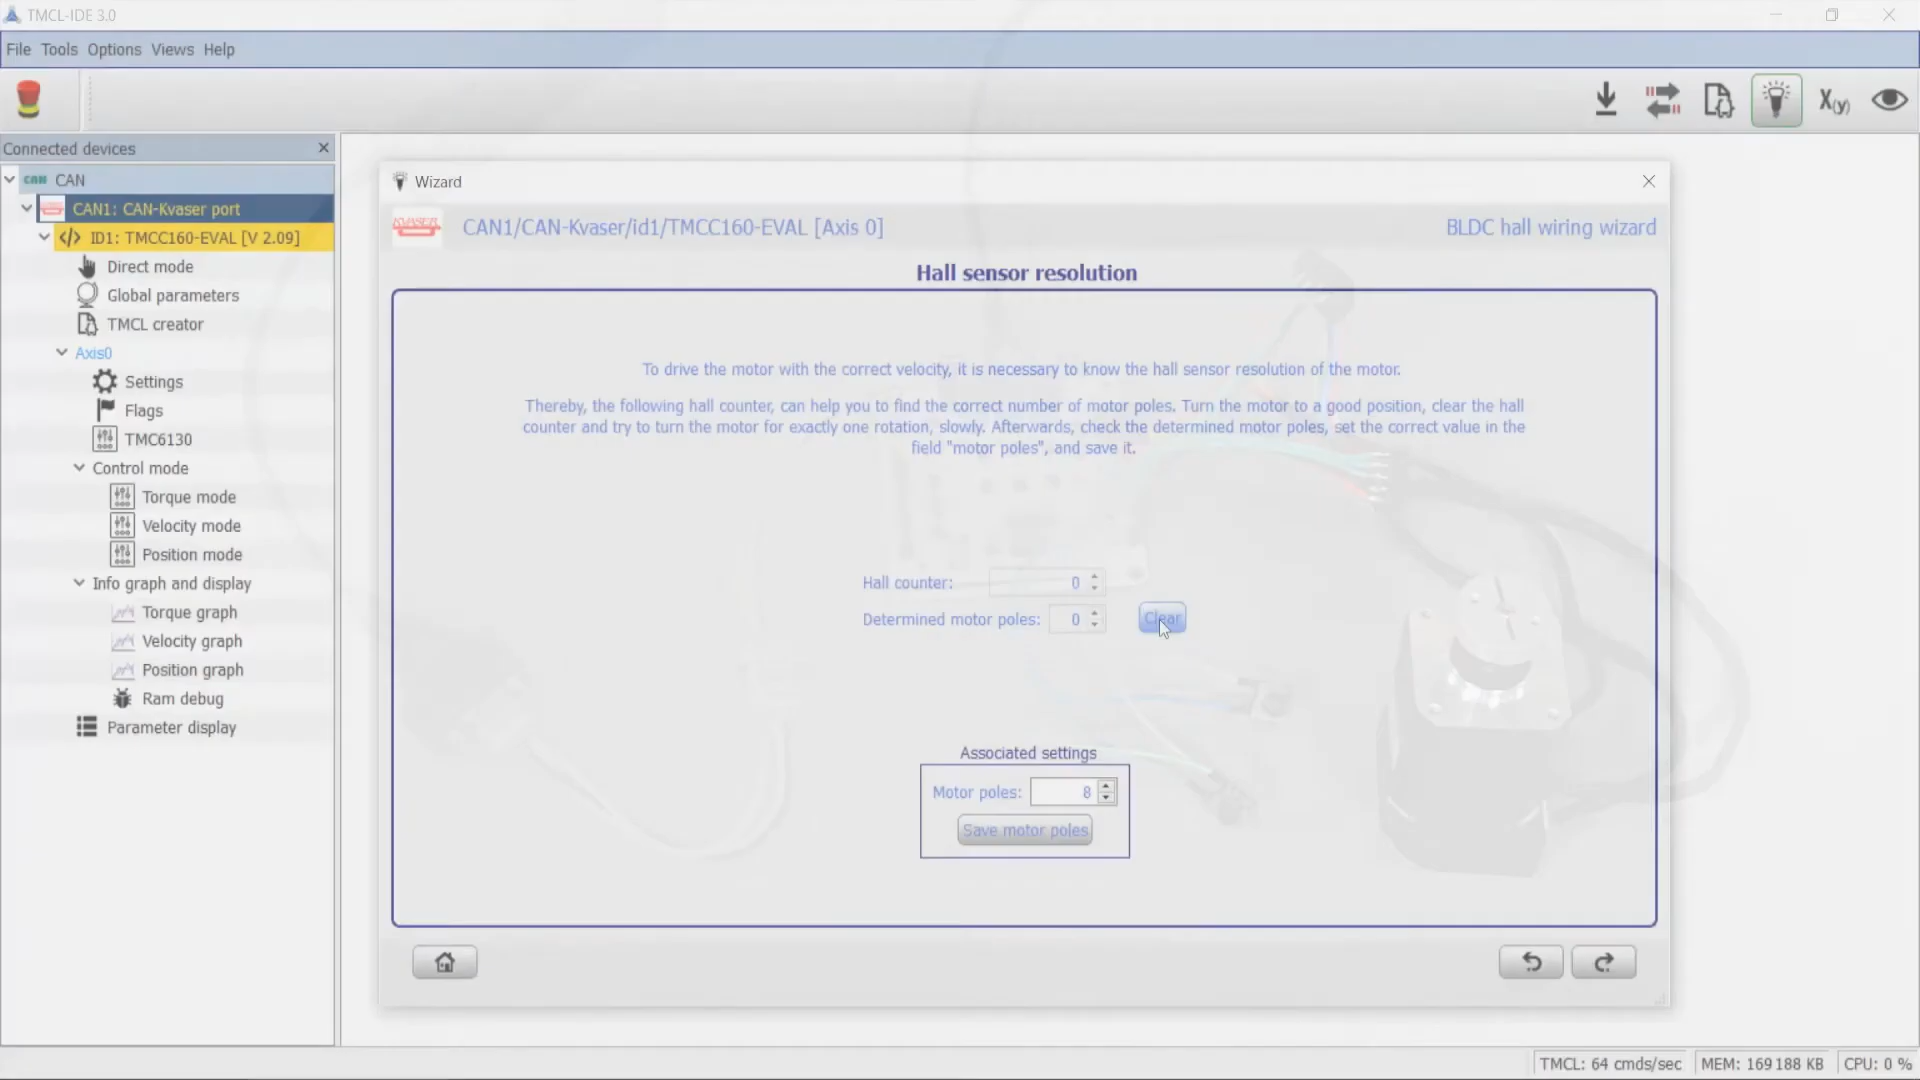 TMCL-IDE 3.0
File Tools Options Views Help
X(y)
Connected devices
CAN CAN
CAN1: CAN-Kvaser port
ID1: TMCC160-EVAL [V 2.09]
Direct mode
Global parameters
TMCL creator
Axis0
Settings
Flags
TMC6130
Control mode
Torque mode
Velocity mode
Position mode
Info graph and display
Torque graph
Velocity graph
Position graph
Ram debug
Parameter display
Wizard
KVASER CAN1/CAN-Kvaser/id1/TMCC160-EVAL [Axis 0] BLDC hall wiring wizard
Hall sensor resolution
To drive the motor with the correct velocity, it is necessary to know the hall sensor resolution of the motor.
Thereby, the following hall counter, can help you to find the correct number of motor poles. Turn the motor to a good position, clear the hall
counter and try to turn the motor for exactly one rotation, slowly. Afterwards, check the determined motor poles, set the correct value in the
field "motor poles", and save it.
Hall counter: 0
Determined motor poles: 0 Clear
Associated settings
Motor poles: 8
Save motor poles
TMCL: 64 cmds/sec MEM: 169 188 KB CPU: 0 %